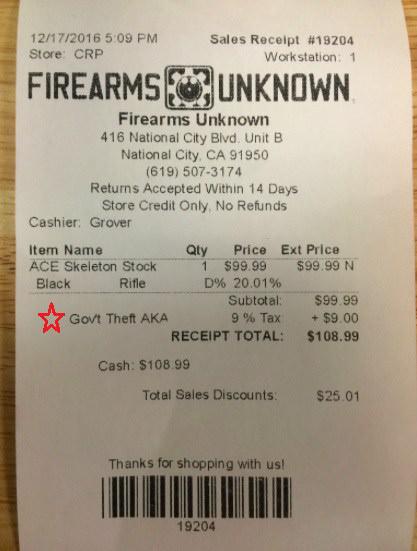 12/17/2016 5:09 PM Sales Receipt #19204
Store: CRP Workstation: 1
FIREARMS UNKNOWN
Firearms Unknown
416 National City Blvd. Unit B
National City, CA 91950
(619) 507-3174
Returns Accepted Within 14 Days
Store Credit Only, No Refunds
Cashier: Grover
Item Name Qty Price Ext Price
ACE Skeleton Stock 1 $99.99 $99.99 N
Black Rifle D% 20.01%
Subtotal: $99.99
Gov't Theft AKA 9 % Tax: + $9.00
RECEIPT TOTAL: $108.99
Cash: $108.99
Total Sales Discounts: $25.01
Thanks for shopping with us!
19204